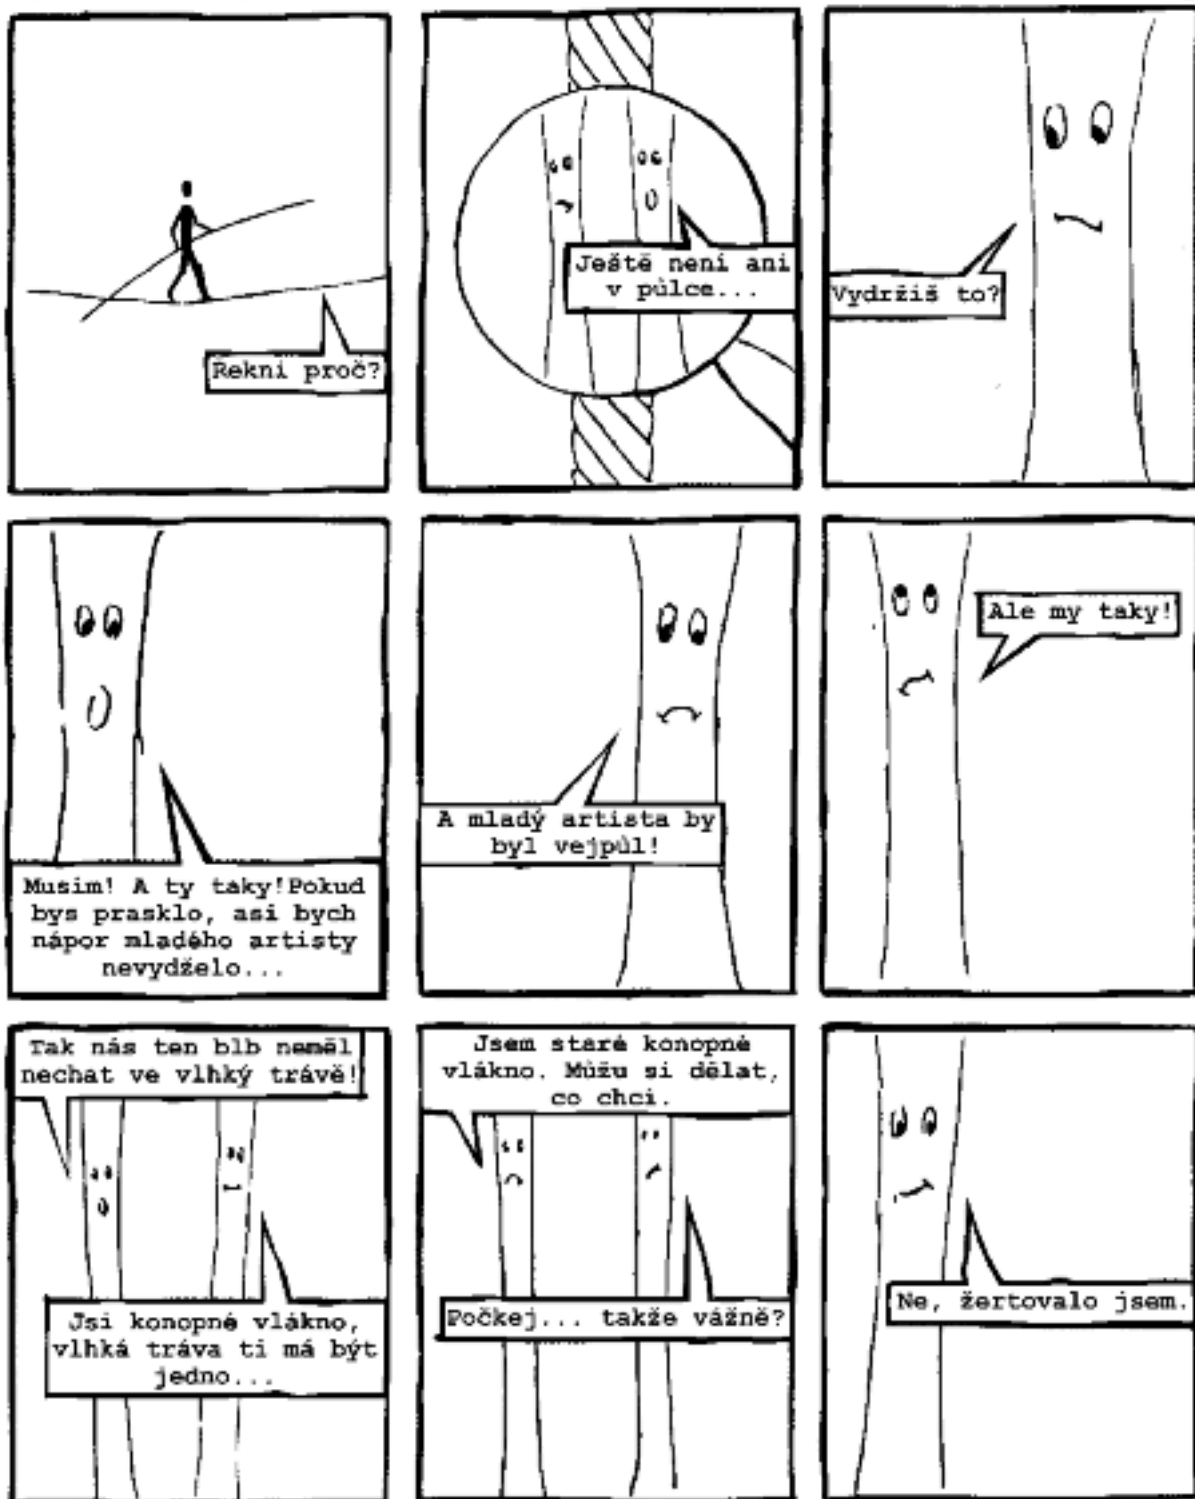 Řekni proč?
Ještě není ani
v půlce...
Vydržíš to?
Musím! A ty taky!Pokud
bys prasklo, asi bych
nápor mladého artisty
nevydželo...
A mladý artista by
byl vejpůl!
Ale my taky!
Tak nás ten blb neměl
nechat ve vlhký trávě!
Jsi konopné vlákno,
vlhká tráva ti má být
jedno...
Jsem staré konopné
vlákno. Můžu si dělat,
co chci.
Počkej... takže vážně?
Ne, žertovalo jsem.